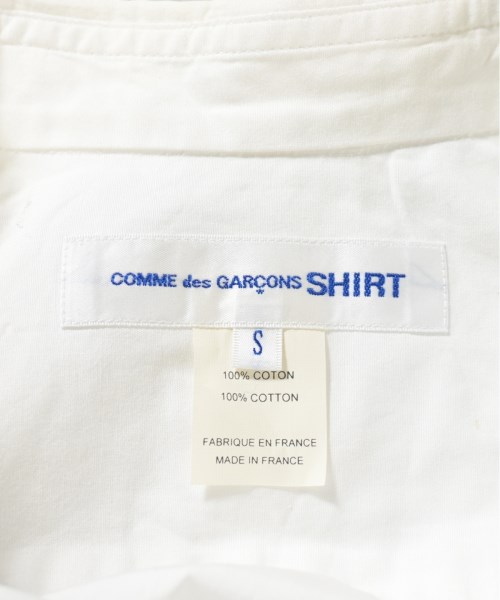 COMME des GARÇONS SHIRT
S
100% COTON
100% COTTON
FABRIQUE EN FRANCE
MADE IN FRANCE